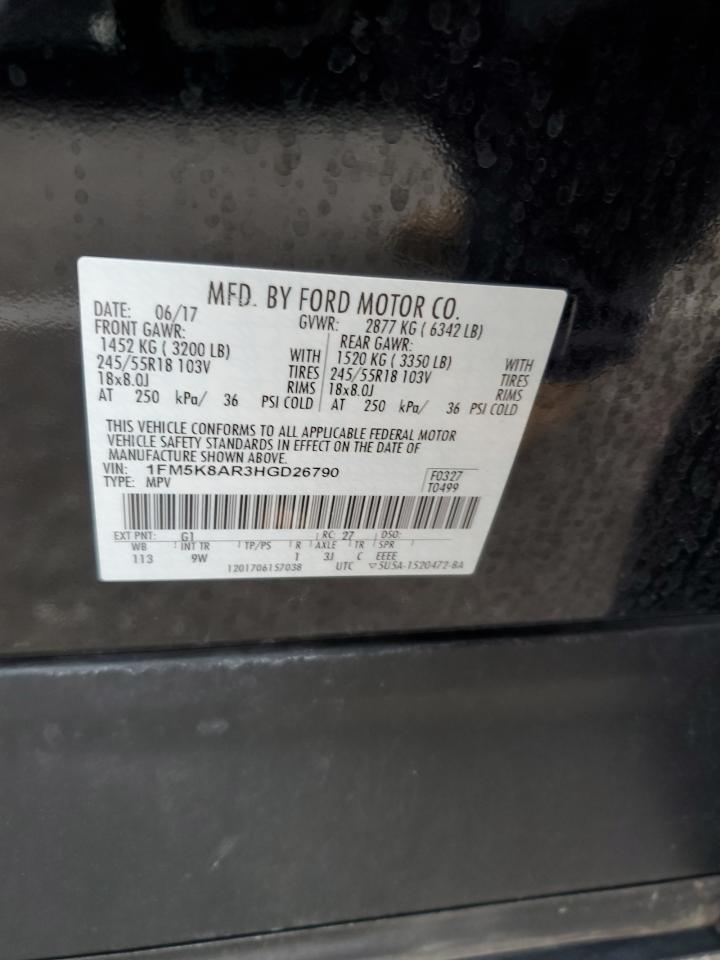 MFD. BY FORD MOTOR CO.
DATE: 06/17 GVWR: 2877 KG ( 6342 LB)
FRONT GAWR: REAR GAWR:
1452 KG ( 3200 LB) WITH 1520 KG ( 3350 LB) WITH
245/55R18 103V TIRES 245/55R18 103V TIRES
18x8.0J RIMS 18x8.0J RIMS
AT 250 kPa/ 36 PSI COLD AT 250 kPa/ 36 PSI COLD
THIS VEHICLE CONFORMS TO ALL APPLICABLE FEDERAL MOTOR
VEHICLE SAFETY STANDARDS IN EFFECT ON THE DATE OF
MANUFACTURE SHOWN ABOVE.
VIN: 1FM5K8AR3HGD26790 F0327
TYPE: MPV T0499
EXT PNT: G1 RC: 27 DSO:
WB INT TR TP/PS R AXLE TR SPR
113 9W 1 3J C EEEE
1201706157038 UTC ▽5U5A-1520472-BA